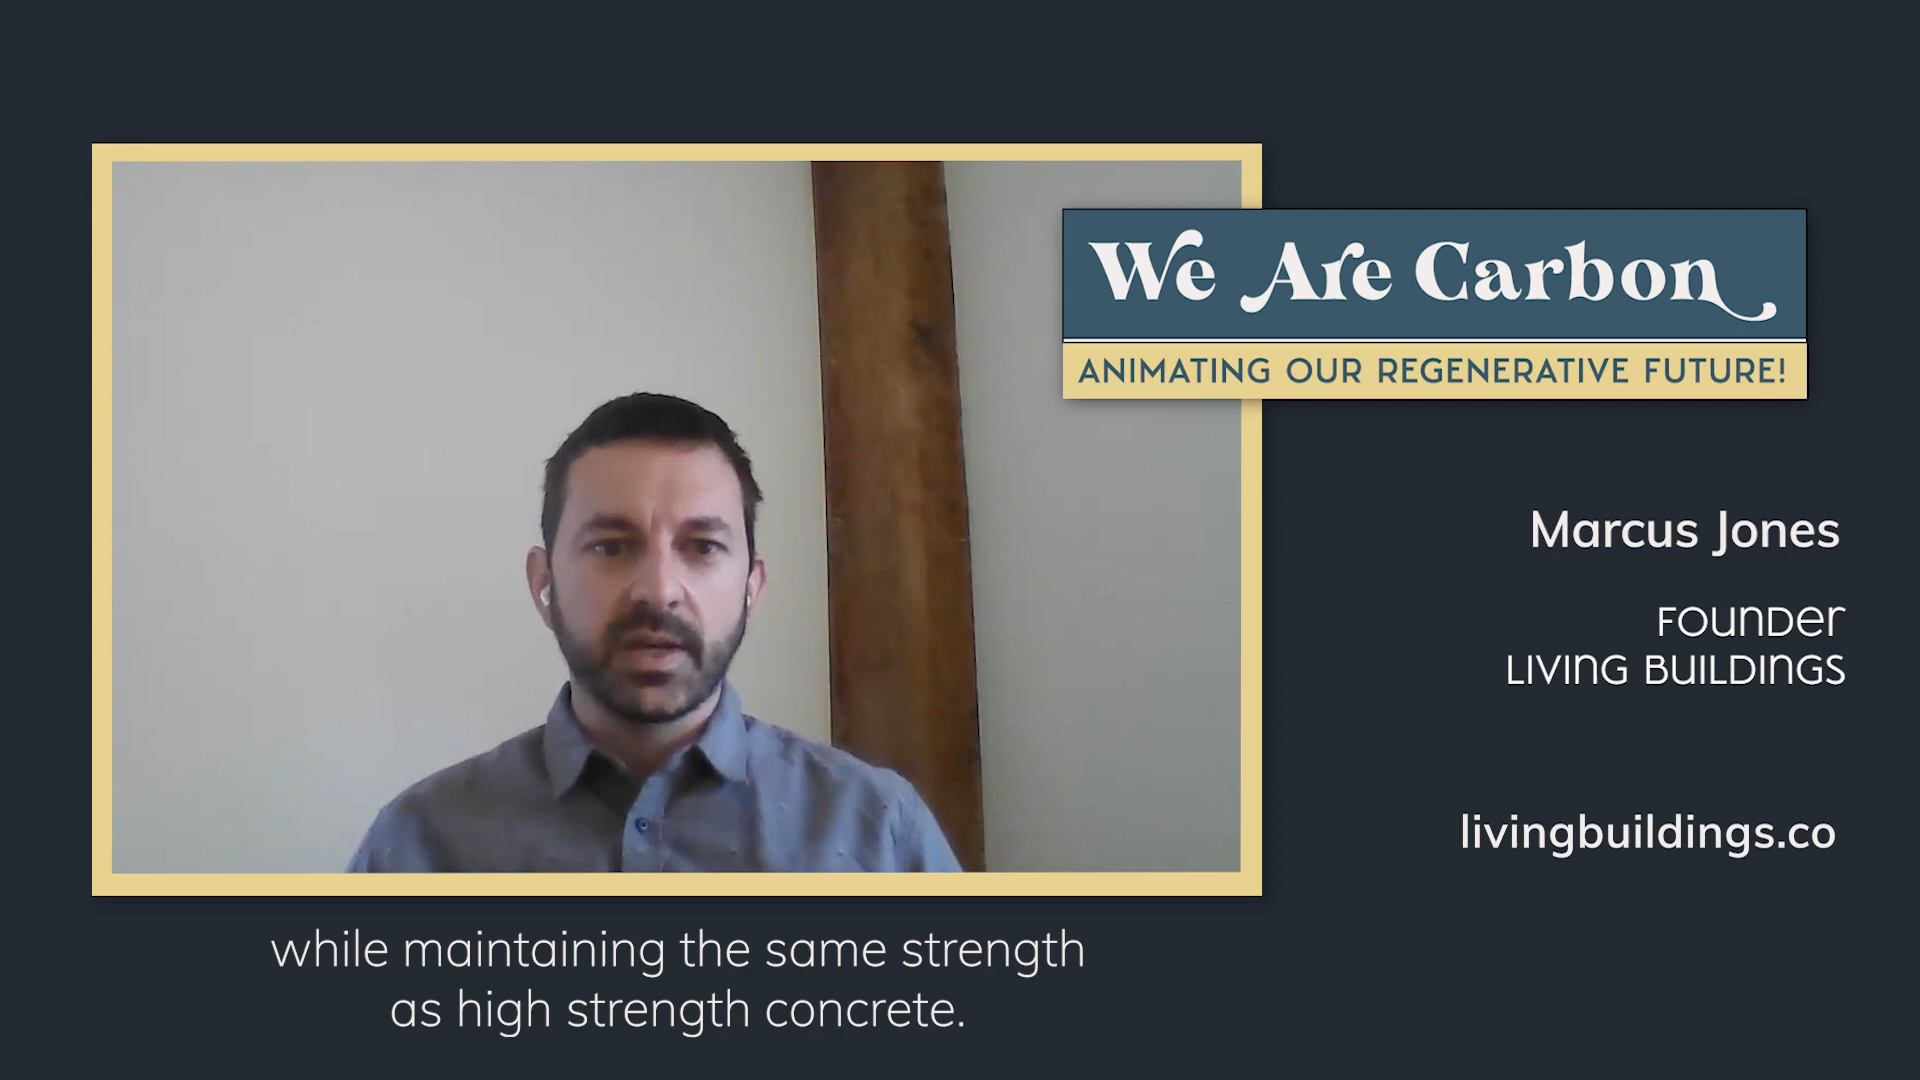 We Are Carbon
ANIMATING OUR REGENERATIVE FUTURE!
Marcus Jones
FOUNDER
LIVING BUILDINGS
livingbuildings.co
while maintaining the same strength
as high strength concrete.